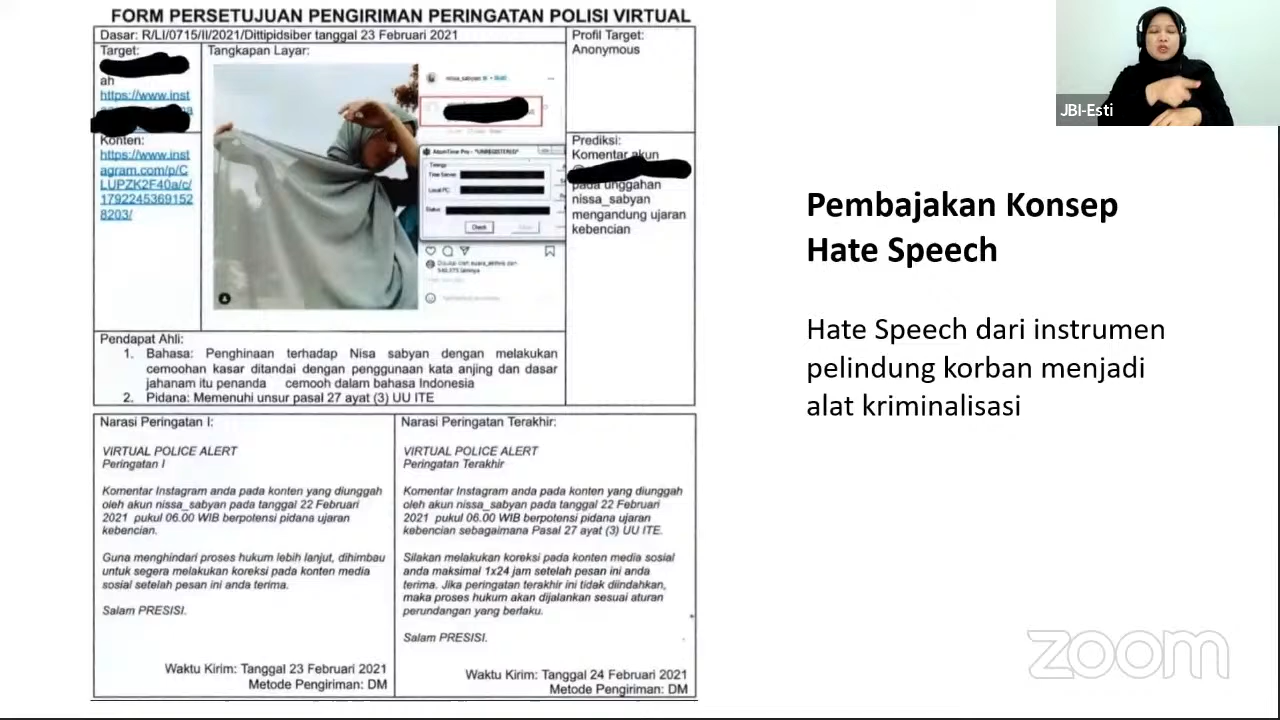 FORM PERSETUJUAN PENGIRIMAN PERINGATAN POLISI VIRTUAL
Dasar: R/LI/0715/II/2021/Dittipidsiber tanggal 23 Februari 2021
Target:
ah
https://www.inst
Tangkapan Layar:
nissa_sabyan
AtomTime Pro - *UNREGISTERED*
Timings
Time Server:
Local PC:
Status:
Check
Profil Target:
Anonymous
Konten:
https://www.inst
agram.com/p/C
LUPZK2F40a/c/
1792245369152
8203/
Prediksi:
Komentar akun
pada unggahan
nissa_sabyan
mengandung ujaran
kebencian
Pendapat Ahli:
1. Bahasa: Penghinaan terhadap Nisa sabyan dengan melakukan
cemoohan kasar ditandai dengan penggunaan kata anjing dan dasar
jahanam itu penanda cemooh dalam bahasa Indonesia
2. Pidana: Memenuhi unsur pasal 27 ayat (3) UU ITE
Narasi Peringatan I:
VIRTUAL POLICE ALERT
Peringatan I
Komentar Instagram anda pada konten yang diunggah
oleh akun nissa_sabyan pada tanggal 22 Februari
2021 pukul 06.00 WIB berpotensi pidana ujaran
kebencian.
Guna menghindari proses hukum lebih lanjut, dihimbau
untuk segera melakukan koreksi pada konten media
sosial setelah pesan ini anda terima.
Salam PRESISI.
Waktu Kirim: Tanggal 23 Februari 2021
Metode Pengiriman: DM
Narasi Peringatan Terakhir:
VIRTUAL POLICE ALERT
Peringatan Terakhir
Komentar Instagram anda pada konten yang diunggah
oleh akun nissa_sabyan pada tanggal 22 Februari
2021 pukul 06.00 WIB berpotensi pidana ujaran
kebencian sebagaimana Pasal 27 ayat (3) UU ITE.
Silakan melakukan koreksi pada konten media sosial
anda maksimal 1x24 jam setelah pesan ini anda
terima. Jika peringatan terakhir ini tidak diindahkan,
maka proses hukum akan dijalankan sesuai aturan
perundangan yang berlaku.
Salam PRESISI.
Waktu Kirim: Tanggal 24 Februari 2021
Metode Pengiriman: DM
JBI-Esti
Pembajakan Konsep
Hate Speech
Hate Speech dari instrumen
pelindung korban menjadi
alat kriminalisasi
zoom